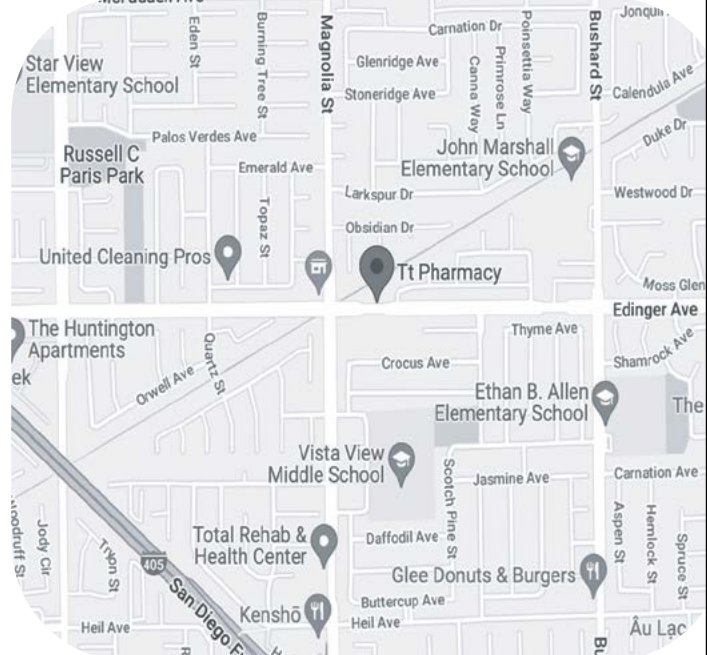 Eden St
Burning Tree St
Magnolia St
Carnation Dr
Poinsettia Way
Bushard St
Star View
Elementary School
Glenridge Ave
Stoneridge Ave
Canna Way
Primrose Ln
Calendula Ave
Palos Verdes Ave
Russell C
Paris Park
Emerald Ave
John Marshall
Elementary School
Duke Dr
Topaz St
Larkspur Dr
Westwood Dr
Obsidian Dr
United Cleaning Pros
Tt Pharmacy
Moss Glen
Edinger Ave
The Huntington
Apartments
ek
Quartz St
Orwell Ave
Thyme Ave
Crocus Ave
Shamrock Ave
Ethan B. Allen
Elementary School
The
Vista View
Middle School
Scotch Pine St
Jasmine Ave
Carnation Ave
Jody Cir
Total Rehab &
Health Center
Daffodil Ave
Aspen St
Hemlock St
Spruce St
405
San Diego F
Glee Donuts & Burgers
Kenshō
Buttercup Ave
Heil Ave
Heil Ave
Âu Lạc
Bu